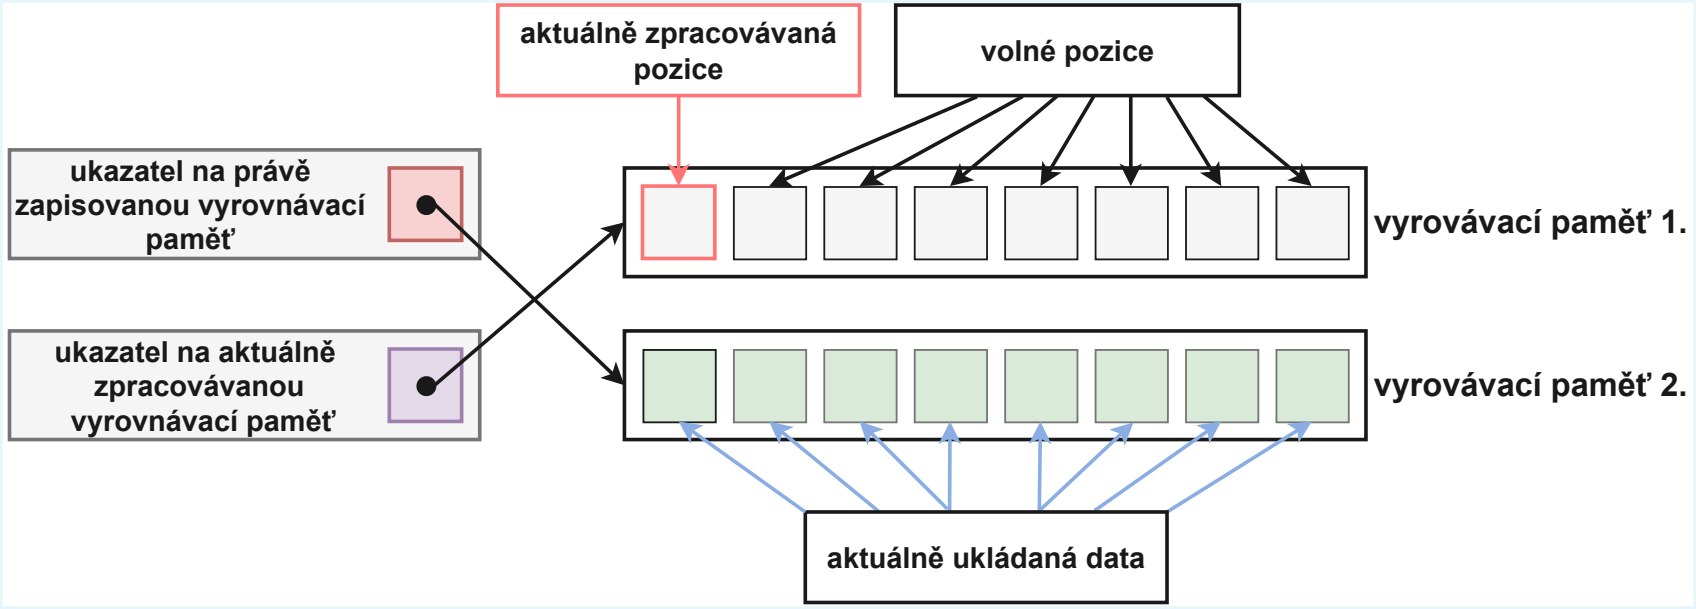 aktuálně zpracovávaná
pozice
volné pozice
ukazatel na právě
zapisovanou vyrovnávací
paměť
vyrovávací paměť 1.
ukazatel na aktuálně
zpracovávanou
vyrovnávací paměť
vyrovávací paměť 2.
aktuálně ukládaná data